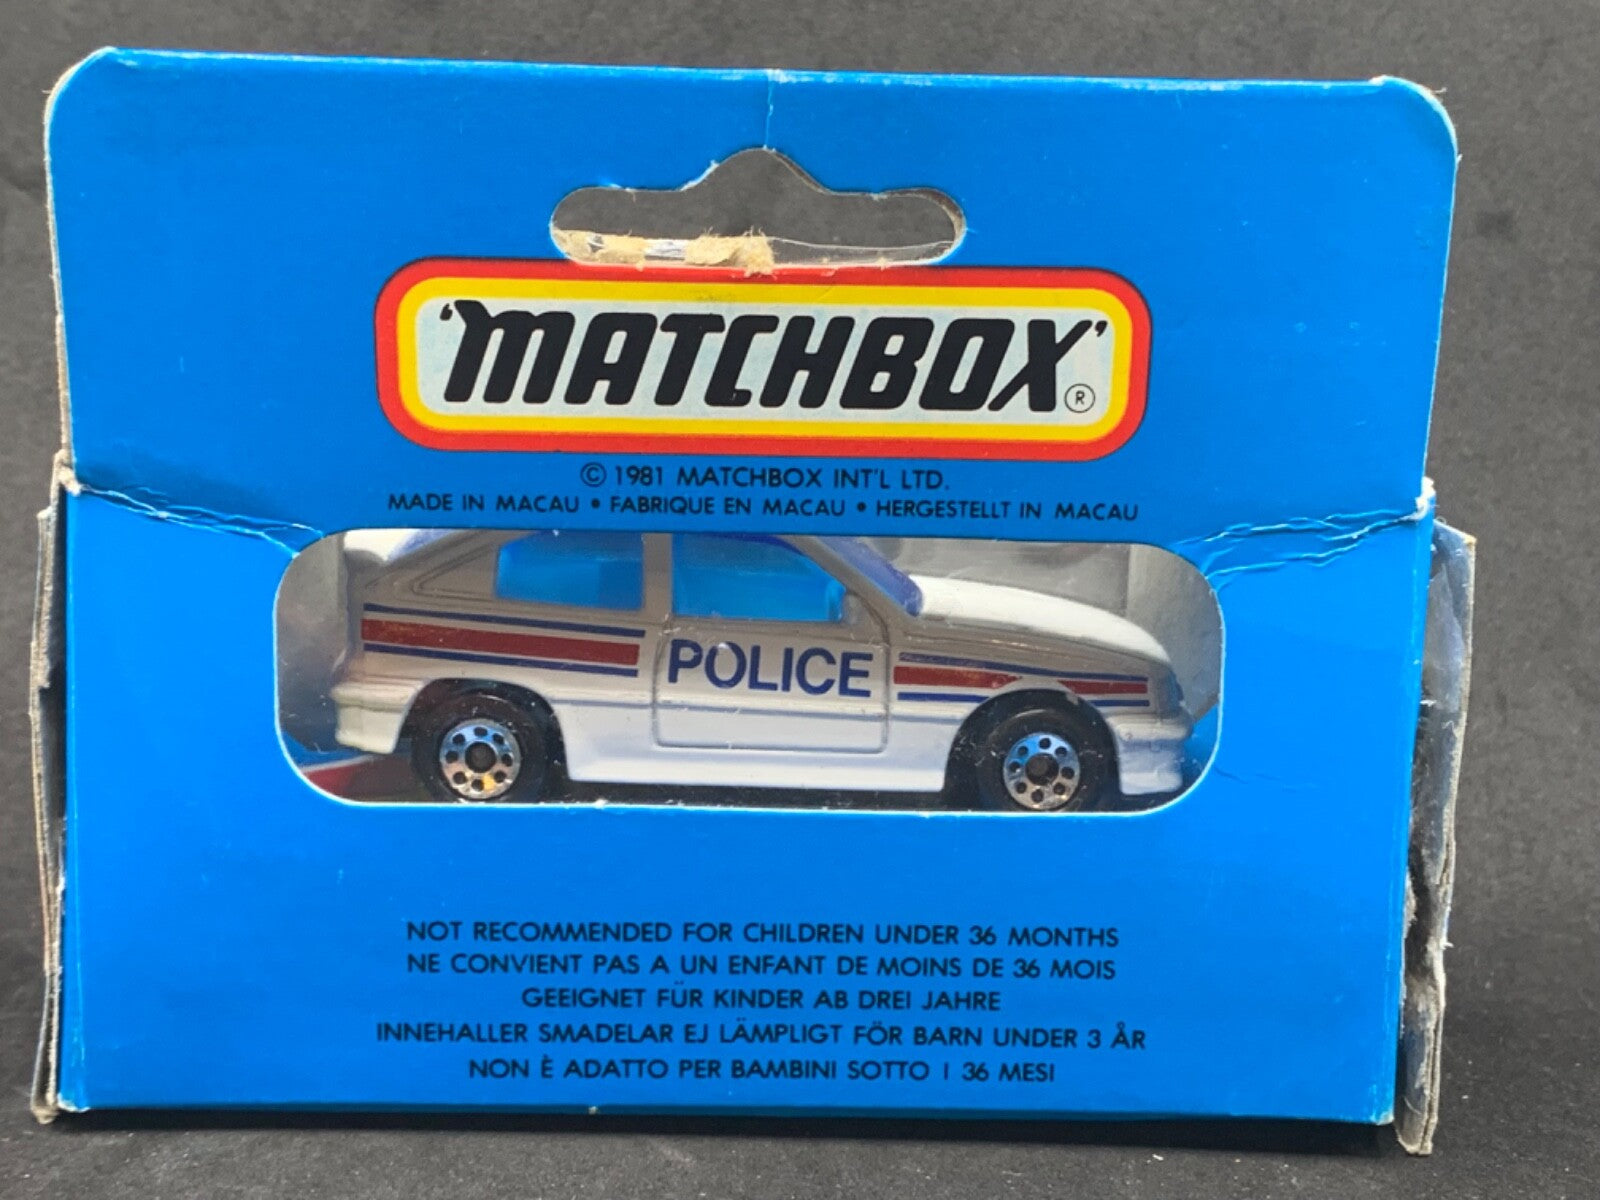 'MATCHBOX' ®
© 1981 MATCHBOX INT'L LTD.
MADE IN MACAU • FABRIQUE EN MACAU • HERGESTELLT IN MACAU
POLICE
NOT RECOMMENDED FOR CHILDREN UNDER 36 MONTHS
NE CONVIENT PAS A UN ENFANT DE MOINS DE 36 MOIS
GEEIGNET FÜR KINDER AB DREI JAHRE
INNEHALLER SMADELAR EJ LÄMPLIGT FÖR BARN UNDER 3 ÅR
NON È ADATTO PER BAMBINI SOTTO I 36 MESI